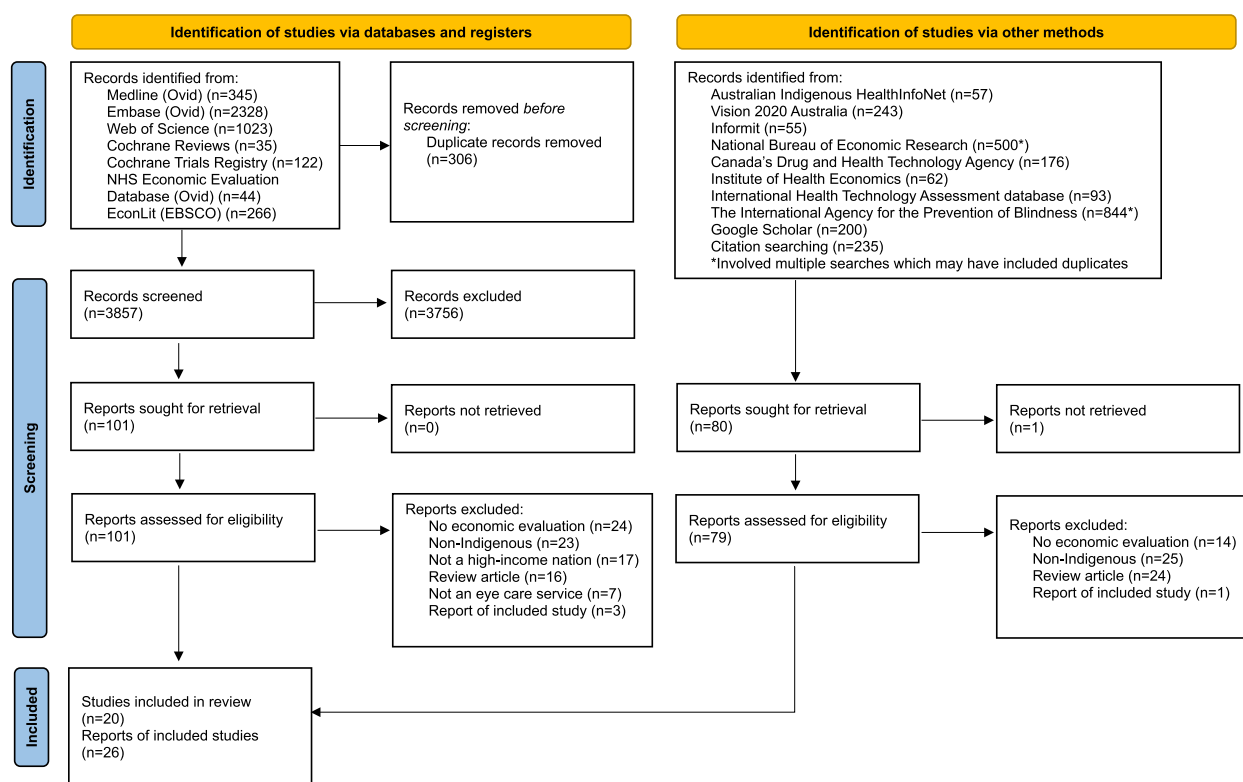 Identification of studies via databases and registers
Identification of studies via other methods
Identification
Records identified from:
Medline (Ovid) (n=345)
Embase (Ovid) (n=2328)
Web of Science (n=1023)
Cochrane Reviews (n=35)
Cochrane Trials Registry (n=122)
NHS Economic Evaluation
Database (Ovid) (n=44)
EconLit (EBSCO) (n=266)
Records removed before
screening:
Duplicate records removed
(n=306)
Records identified from:
Australian Indigenous HealthInfoNet (n=57)
Vision 2020 Australia (n=243)
Informit (n=55)
National Bureau of Economic Research (n=500*)
Canada's Drug and Health Technology Agency (n=176)
Institute of Health Economics (n=62)
International Health Technology Assessment database (n=93)
The International Agency for the Prevention of Blindness (n=844*)
Google Scholar (n=200)
Citation searching (n=235)
*Involved multiple searches which may have included duplicates
Screening
Records screened
(n=3857)
Records excluded
(n=3756)
Reports sought for retrieval
(n=101)
Reports not retrieved
(n=0)
Reports sought for retrieval
(n=80)
Reports not retrieved
(n=1)
Reports assessed for eligibility
(n=101)
Reports excluded:
No economic evaluation (n=24)
Non-Indigenous (n=23)
Not a high-income nation (n=17)
Review article (n=16)
Not an eye care service (n=7)
Report of included study (n=3)
Reports assessed for eligibility
(n=79)
Reports excluded:
No economic evaluation (n=14)
Non-Indigenous (n=25)
Review article (n=24)
Report of included study (n=1)
Included
Studies included in review
(n=20)
Reports of included studies
(n=26)